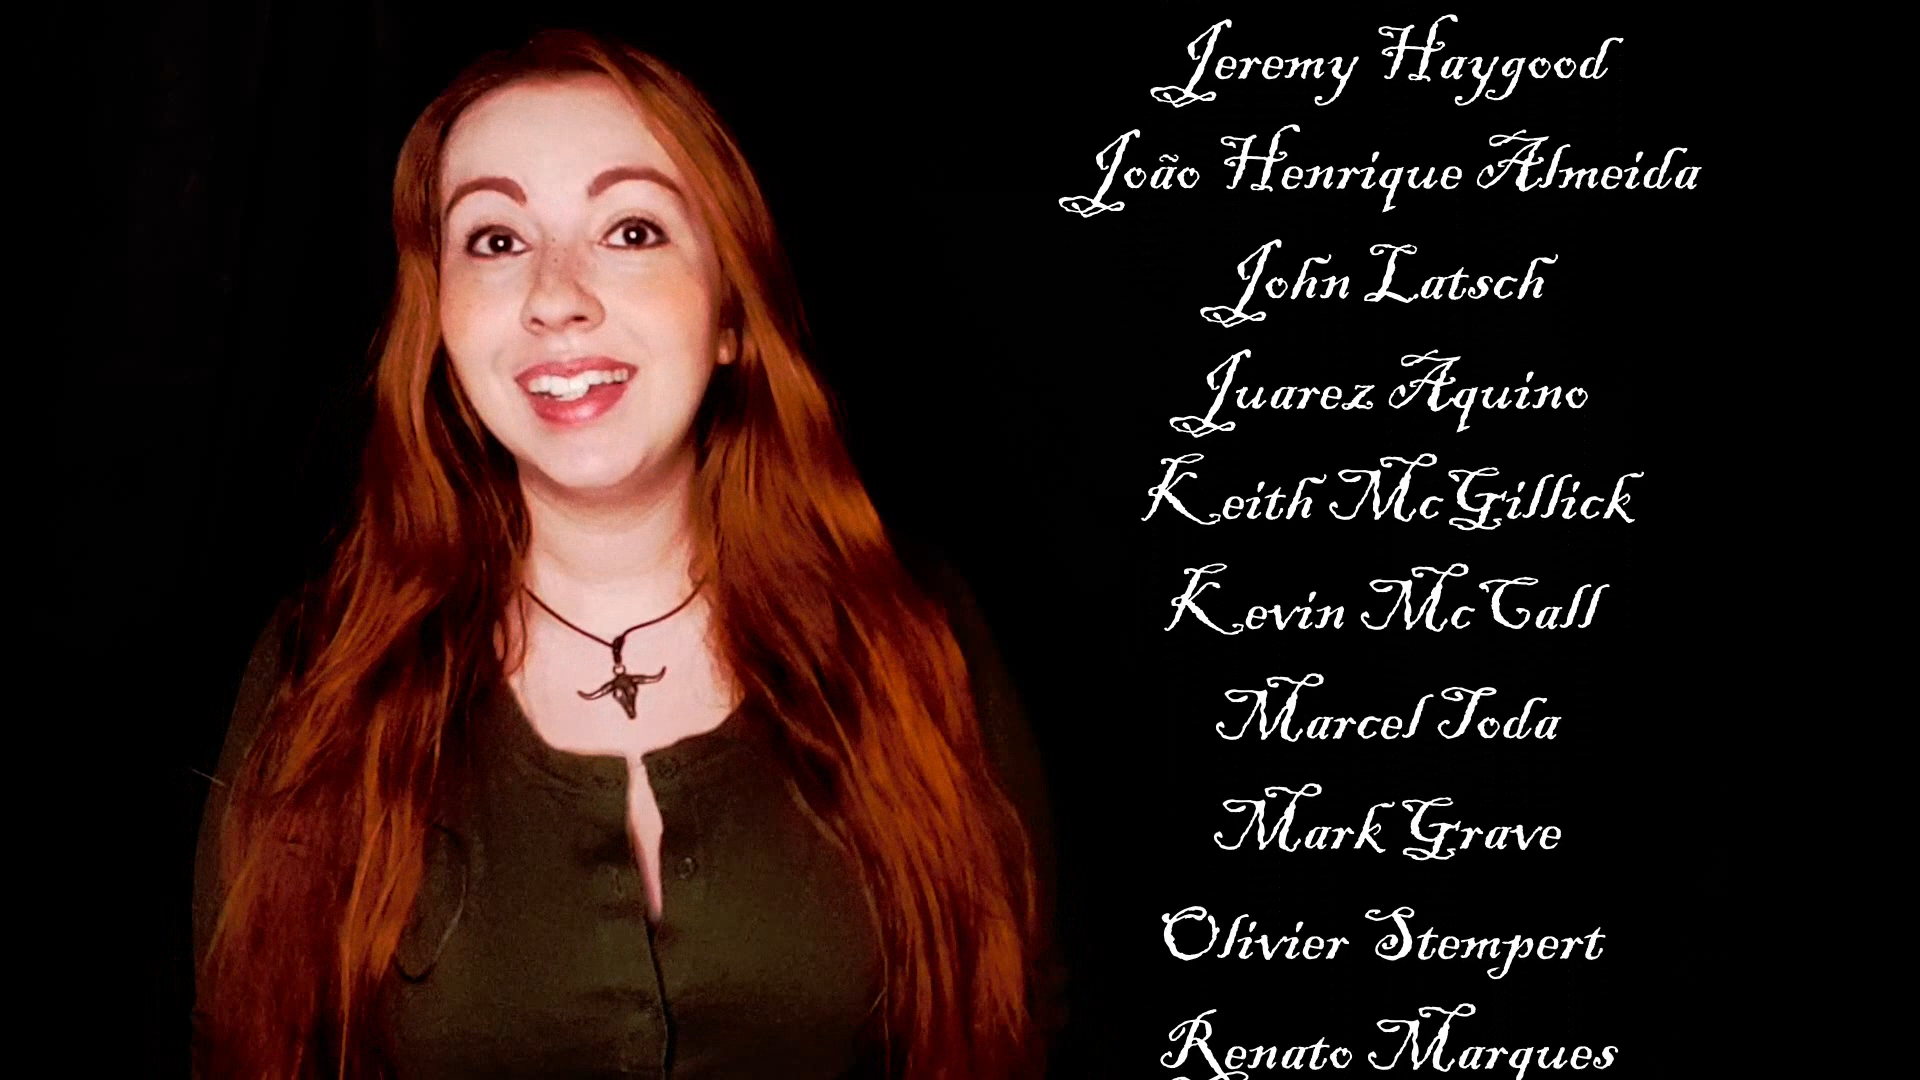 Jeremy Haygood
João Henrique Almeida
John Latsch
Juarez Aquino
Keith McGillick
Kevin McCall
Marcel Toda
Mark Grave
Olivier Stempert
Renato Marques